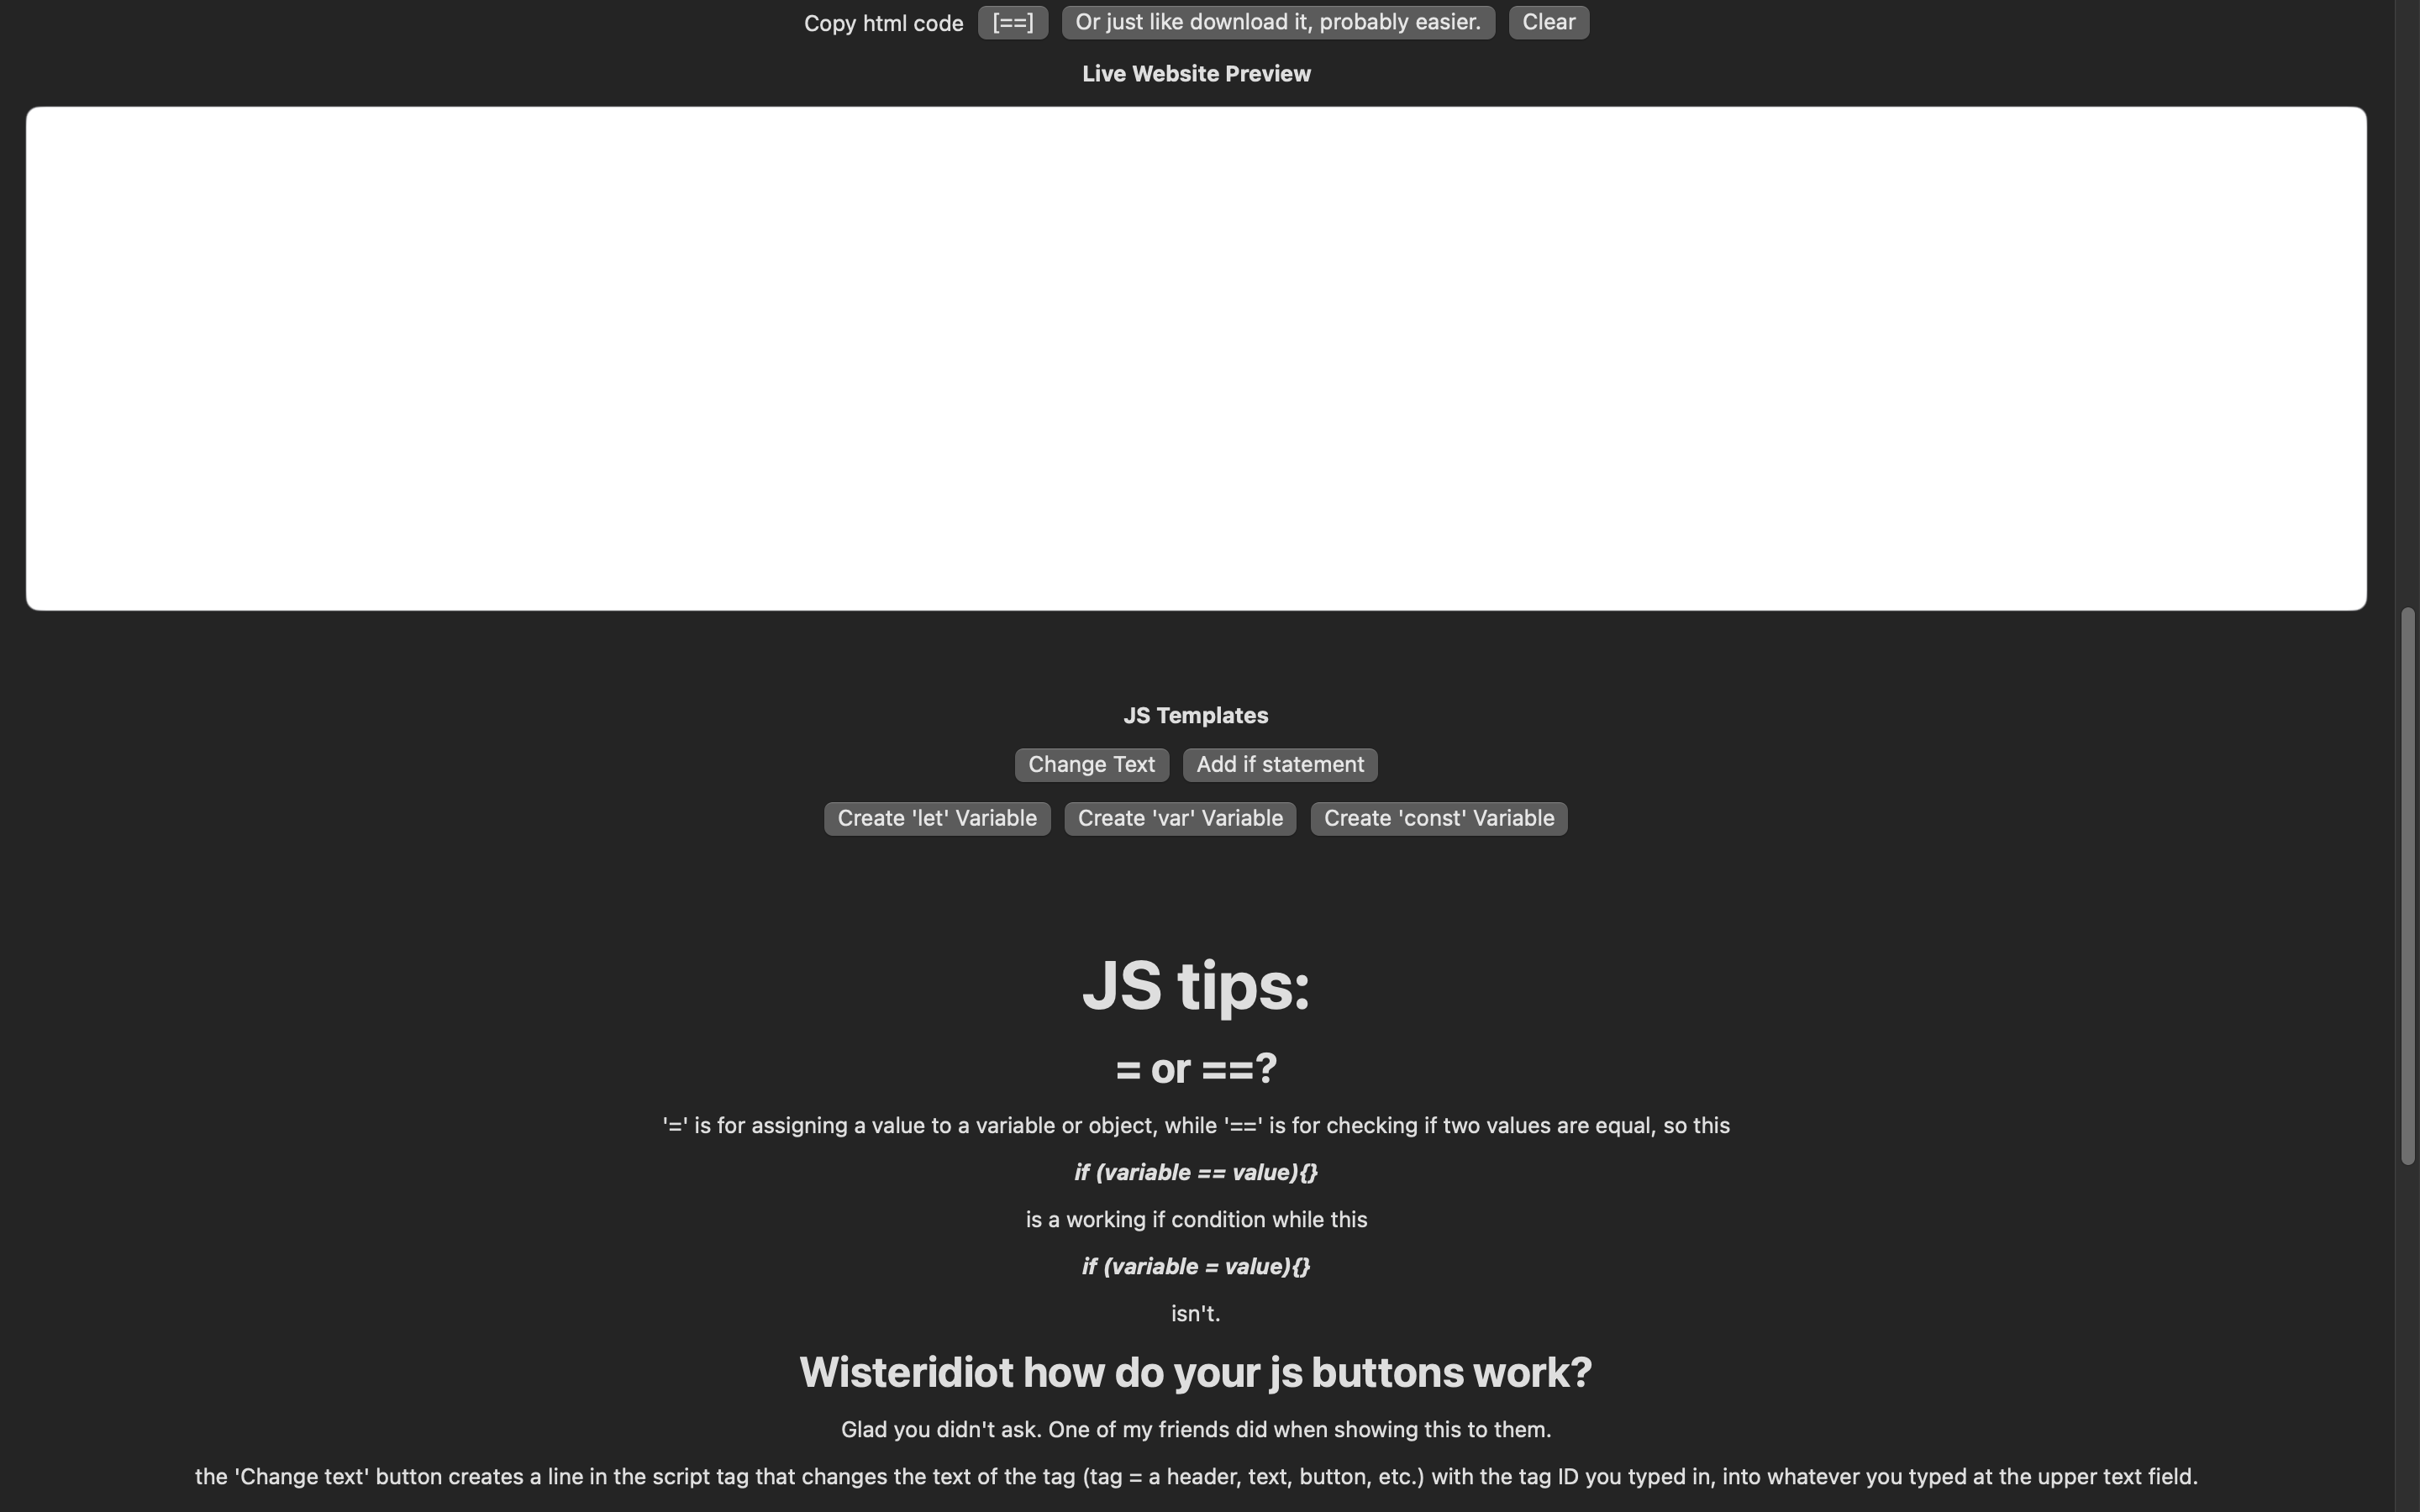 Copy html code [==] Or just like download it, probably easier. Clear
Live Website Preview
JS Templates
Change Text Add if statement
Create 'let' Variable Create 'var' Variable Create 'const' Variable
JS tips:
= or ==?
'=' is for assigning a value to a variable or object, while '==' is for checking if two values are equal, so this
if (variable == value){}
is a working if condition while this
if (variable = value){}
isn't.
Wisteridiot how do your js buttons work?
Glad you didn't ask. One of my friends did when showing this to them.
the 'Change text' button creates a line in the script tag that changes the text of the tag (tag = a header, text, button, etc.) with the tag ID you typed in, into whatever you typed at the upper text field.